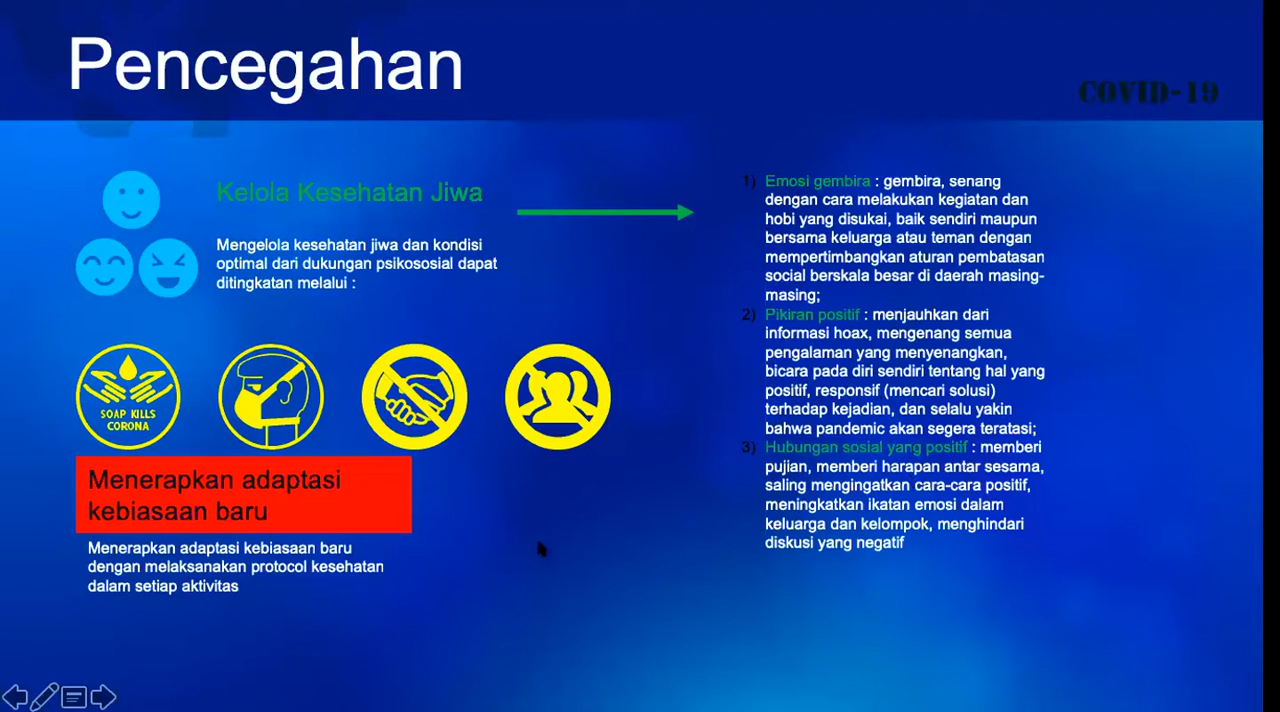 Pencegahan
COVID-19
Kelola Kesehatan Jiwa
Mengelola kesehatan jiwa dan kondisi
optimal dari dukungan psikososial dapat
ditingkatan melalui :
SOAP KILLS
CORONA
Menerapkan adaptasi
kebiasaan baru
Menerapkan adaptasi kebiasaan baru
dengan melaksanakan protocol kesehatan
dalam setiap aktivitas
1) Emosi gembira : gembira, senang
dengan cara melakukan kegiatan dan
hobi yang disukai, baik sendiri maupun
bersama keluarga atau teman dengan
mempertimbangkan aturan pembatasan
social berskala besar di daerah masing-
masing;
2) Pikiran positif : menjauhkan dari
informasi hoax, mengenang semua
pengalaman yang menyenangkan,
bicara pada diri sendiri tentang hal yang
positif, responsif (mencari solusi)
terhadap kejadian, dan selalu yakin
bahwa pandemic akan segera teratasi;
3) Hubungan sosial yang positif : memberi
pujian, memberi harapan antar sesama,
saling mengingatkan cara-cara positif,
meningkatkan ikatan emosi dalam
keluarga dan kelompok, menghindari
diskusi yang negatif